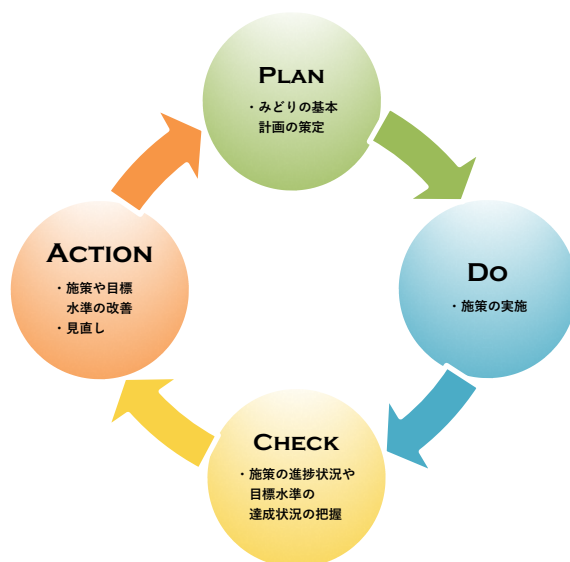 PLAN
・みどりの基本
計画の策定
DO
・施策の実施
CHECK
・施策の進捗状況や
目標水準の
達成状況の把握
ACTION
・施策や目標
水準の改善
・見直し